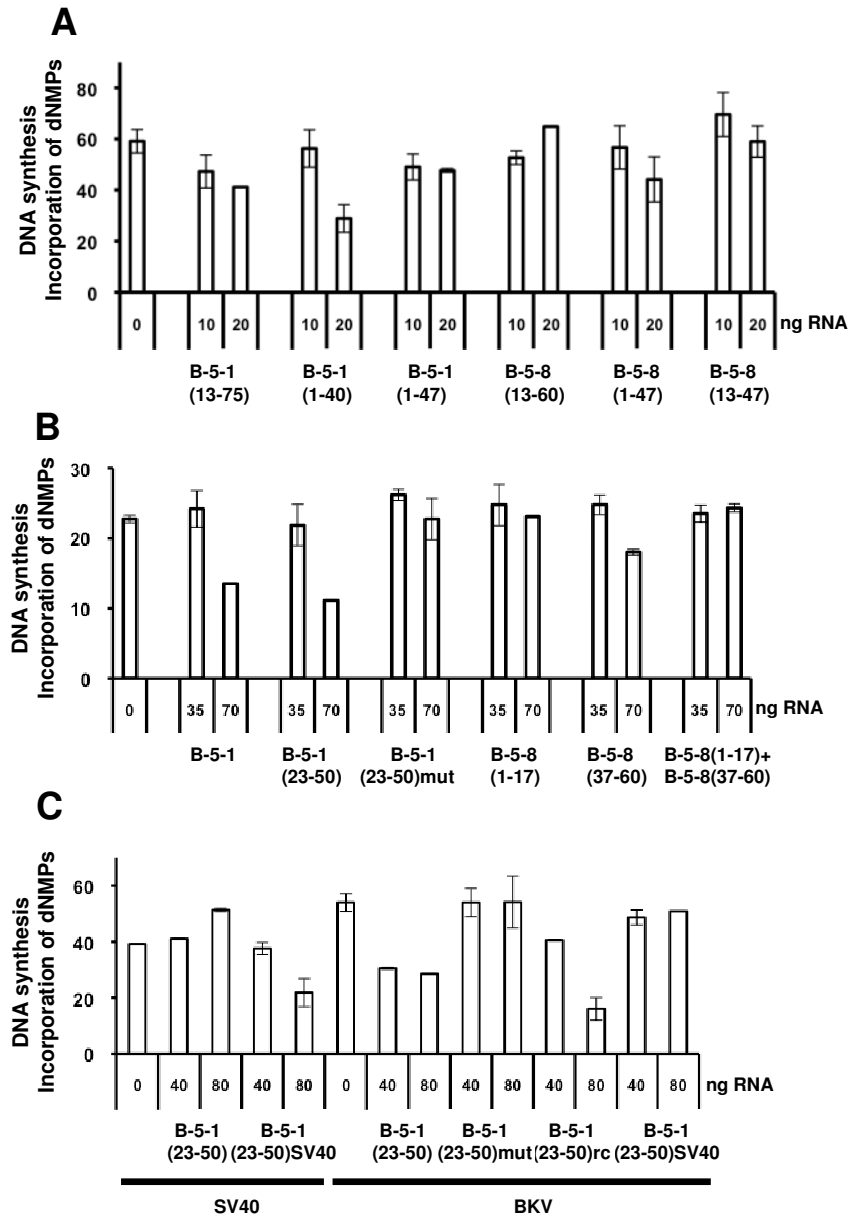 A
DNA synthesis
Incorporation of dNMPs
80
60
40
20
0
0 10 20 10 20 10 20 10 20 10 20 10 20 ng RNA
B-5-1 B-5-1 B-5-1 B-5-8 B-5-8 B-5-8
(13-75) (1-40) (1-47) (13-60) (1-47) (13-47)
B
DNA synthesis
Incorporation of dNMPs
30
20
10
0
0 35 70 35 70 35 70 35 70 35 70 35 70 ng RNA
B-5-1 B-5-1 B-5-1 B-5-8 B-5-8 B-5-8(1-17)+
(23-50) (23-50)mut (1-17) (37-60) B-5-8(37-60)
C
DNA synthesis
Incorporation of dNMPs
60
40
20
0
0 40 80 40 80 0 40 80 40 80 40 80 40 80 ng RNA
B-5-1 B-5-1 B-5-1 B-5-1 B-5-1 B-5-1
(23-50) (23-50)SV40 (23-50) (23-50)mut (23-50)rc (23-50)SV40
SV40 BKV